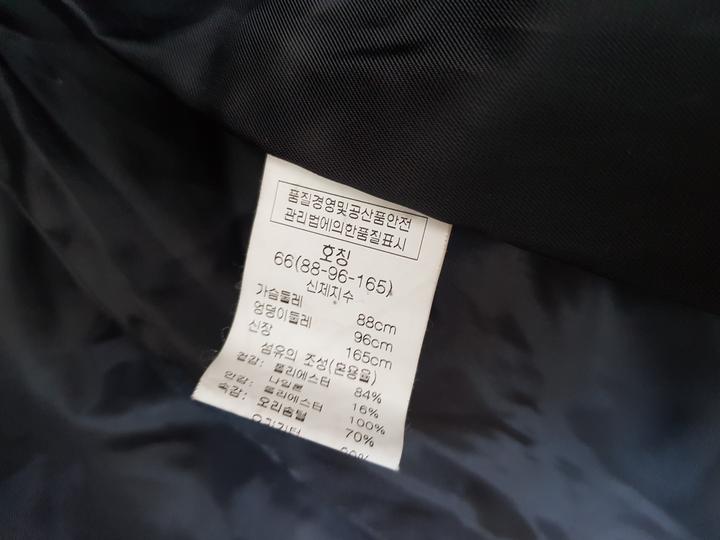 품질경영및공산품안전
관리법에의한품질표시
호칭
66(88-96-165)
신체지수
가슴둘레 88cm
엉덩이둘레 96cm
신장 165cm
섬유의 조성(혼용율)
겉감: 폴리에스터 84%
나일론 16%
안감: 폴리에스터 100%
속감: 오리솜털 70%